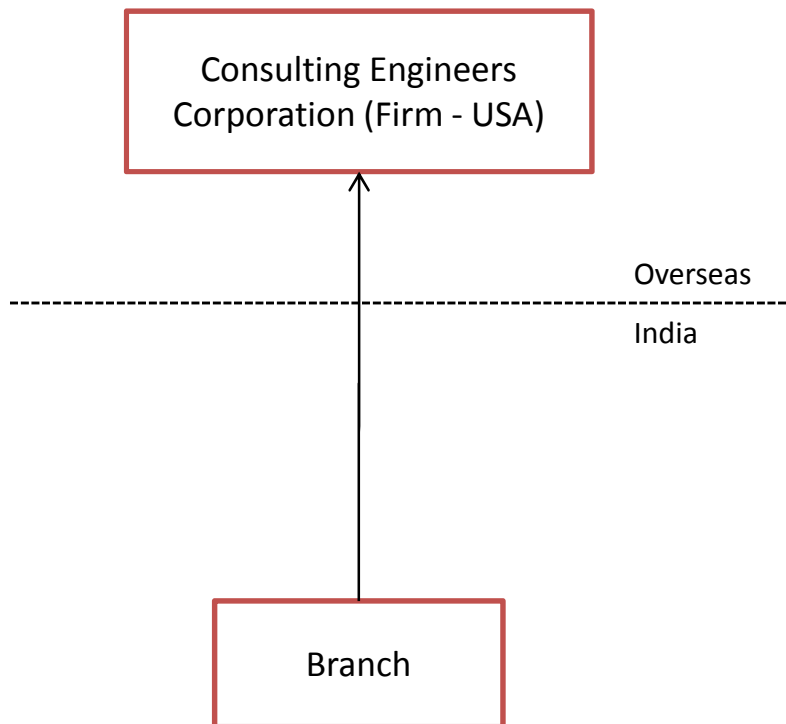 Consulting Engineers
Corporation (Firm - USA)
Overseas
India
Branch